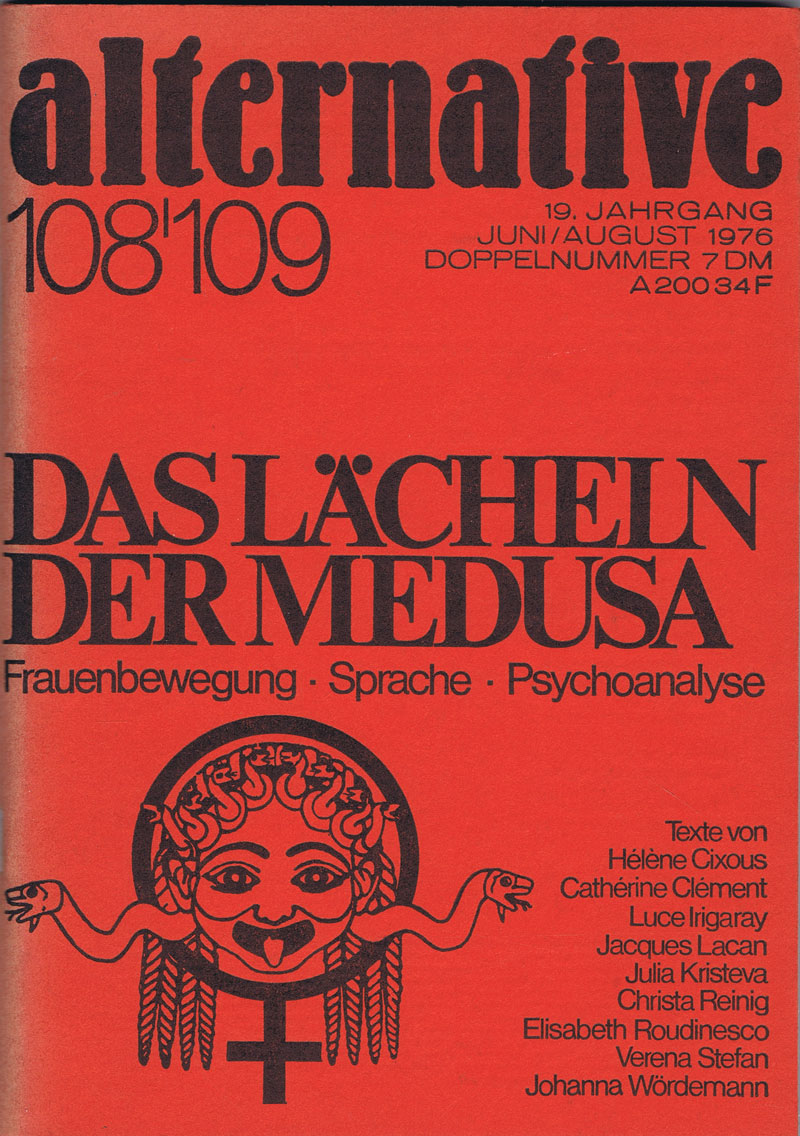 alternative
108/109
19. JAHRGANG
JUNI/AUGUST 1976
DOPPELNUMMER 7 DM
A 20034 F
DAS LÄCHELN
DER MEDUSA
Frauenbewegung · Sprache · Psychoanalyse
Texte von
Hélène Cixous
Cathérine Clément
Luce Irigaray
Jacques Lacan
Julia Kristeva
Christa Reinig
Elisabeth Roudinesco
Verena Stefan
Johanna Wördemann